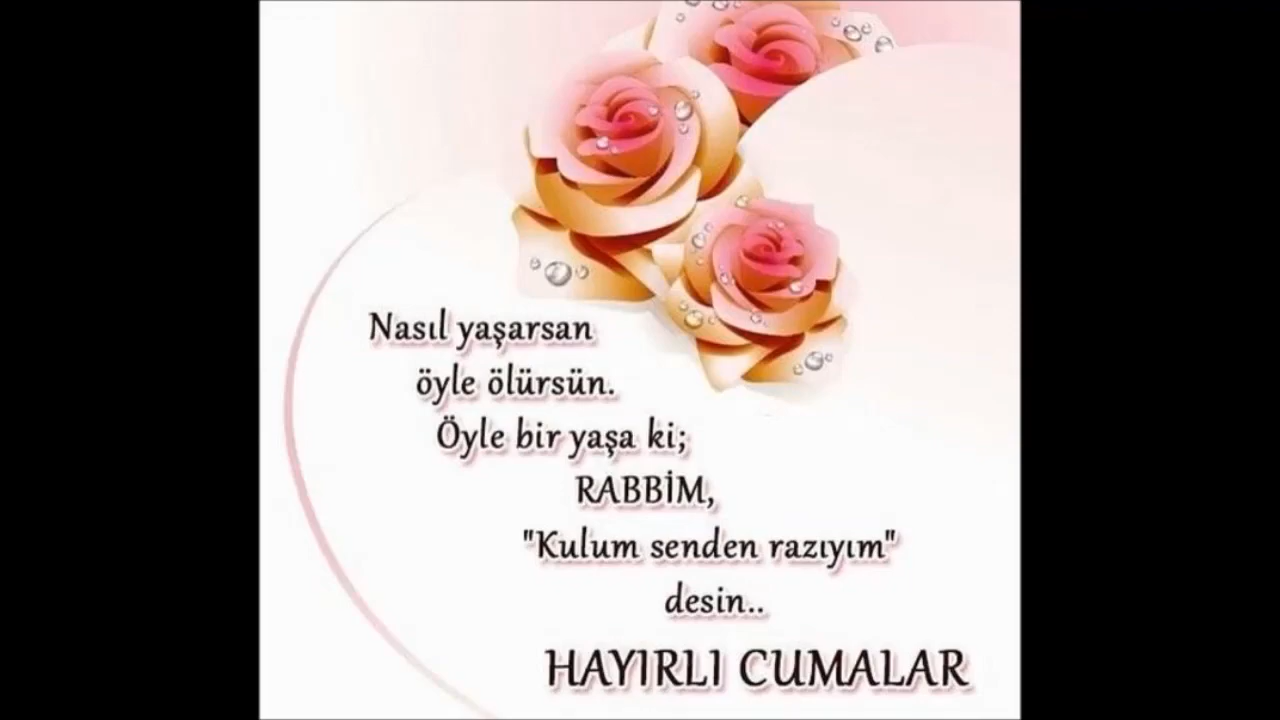 Nasıl yaşarsan
öyle ölürsün.
Öyle bir yaşa ki;
RABBİM,
"Kulum senden razıyım"
desin..
HAYIRLI CUMALAR